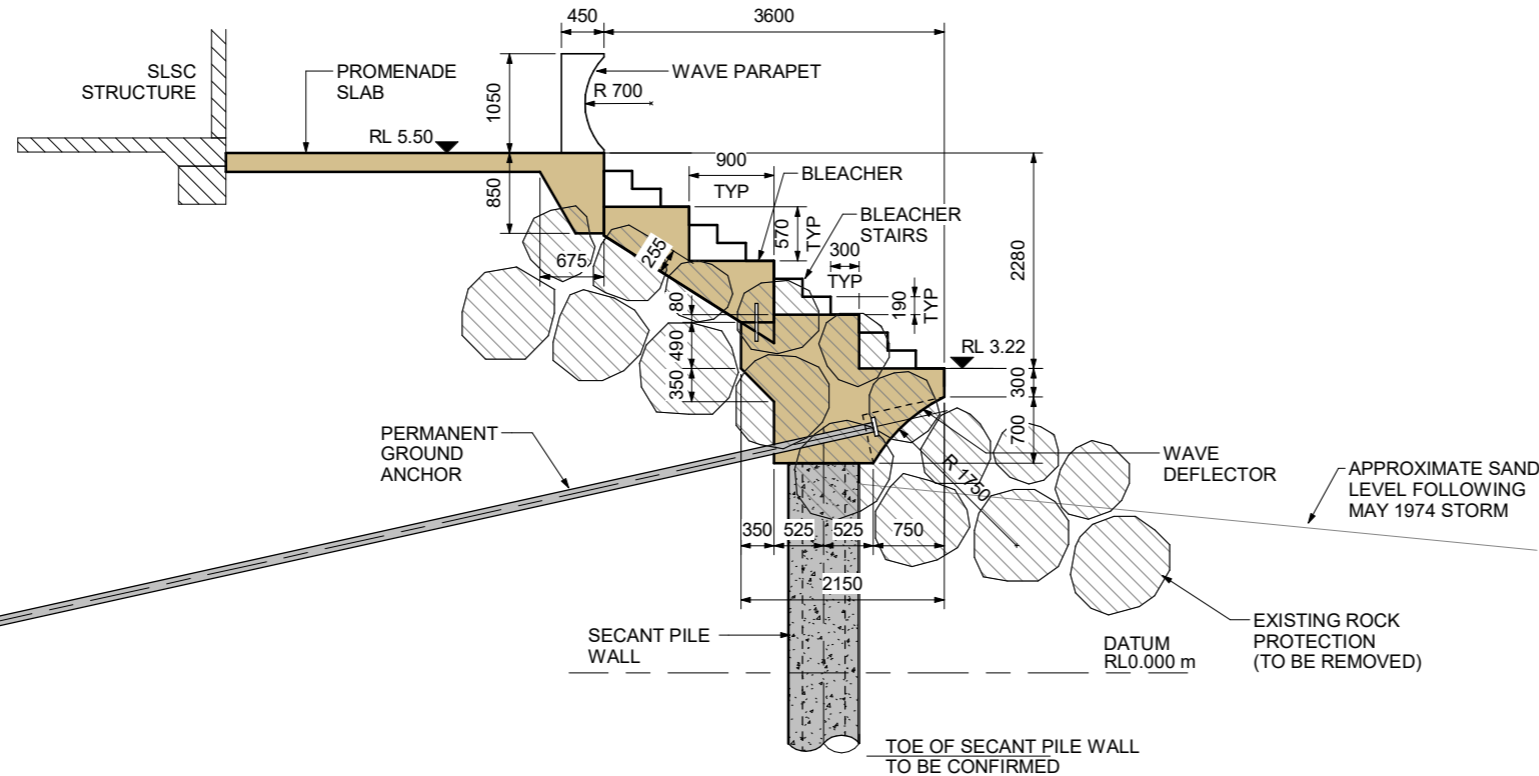 450
3600
SLSC
STRUCTURE
PROMENADE
SLAB
WAVE PARAPET
R 700
1050
RL 5.50
850
900
TYP
BLEACHER
570
TYP
BLEACHER
STAIRS
2280
300
TYP
190
TYP
675
255
80
490
350
RL 3.22
300
700
PERMANENT
GROUND
ANCHOR
WAVE
DEFLECTOR
R 1750
APPROXIMATE SAND
LEVEL FOLLOWING
MAY 1974 STORM
350
525
525
750
2150
SECANT PILE
WALL
DATUM
RL0.000 m
EXISTING ROCK
PROTECTION
(TO BE REMOVED)
TOE OF SECANT PILE WALL
TO BE CONFIRMED